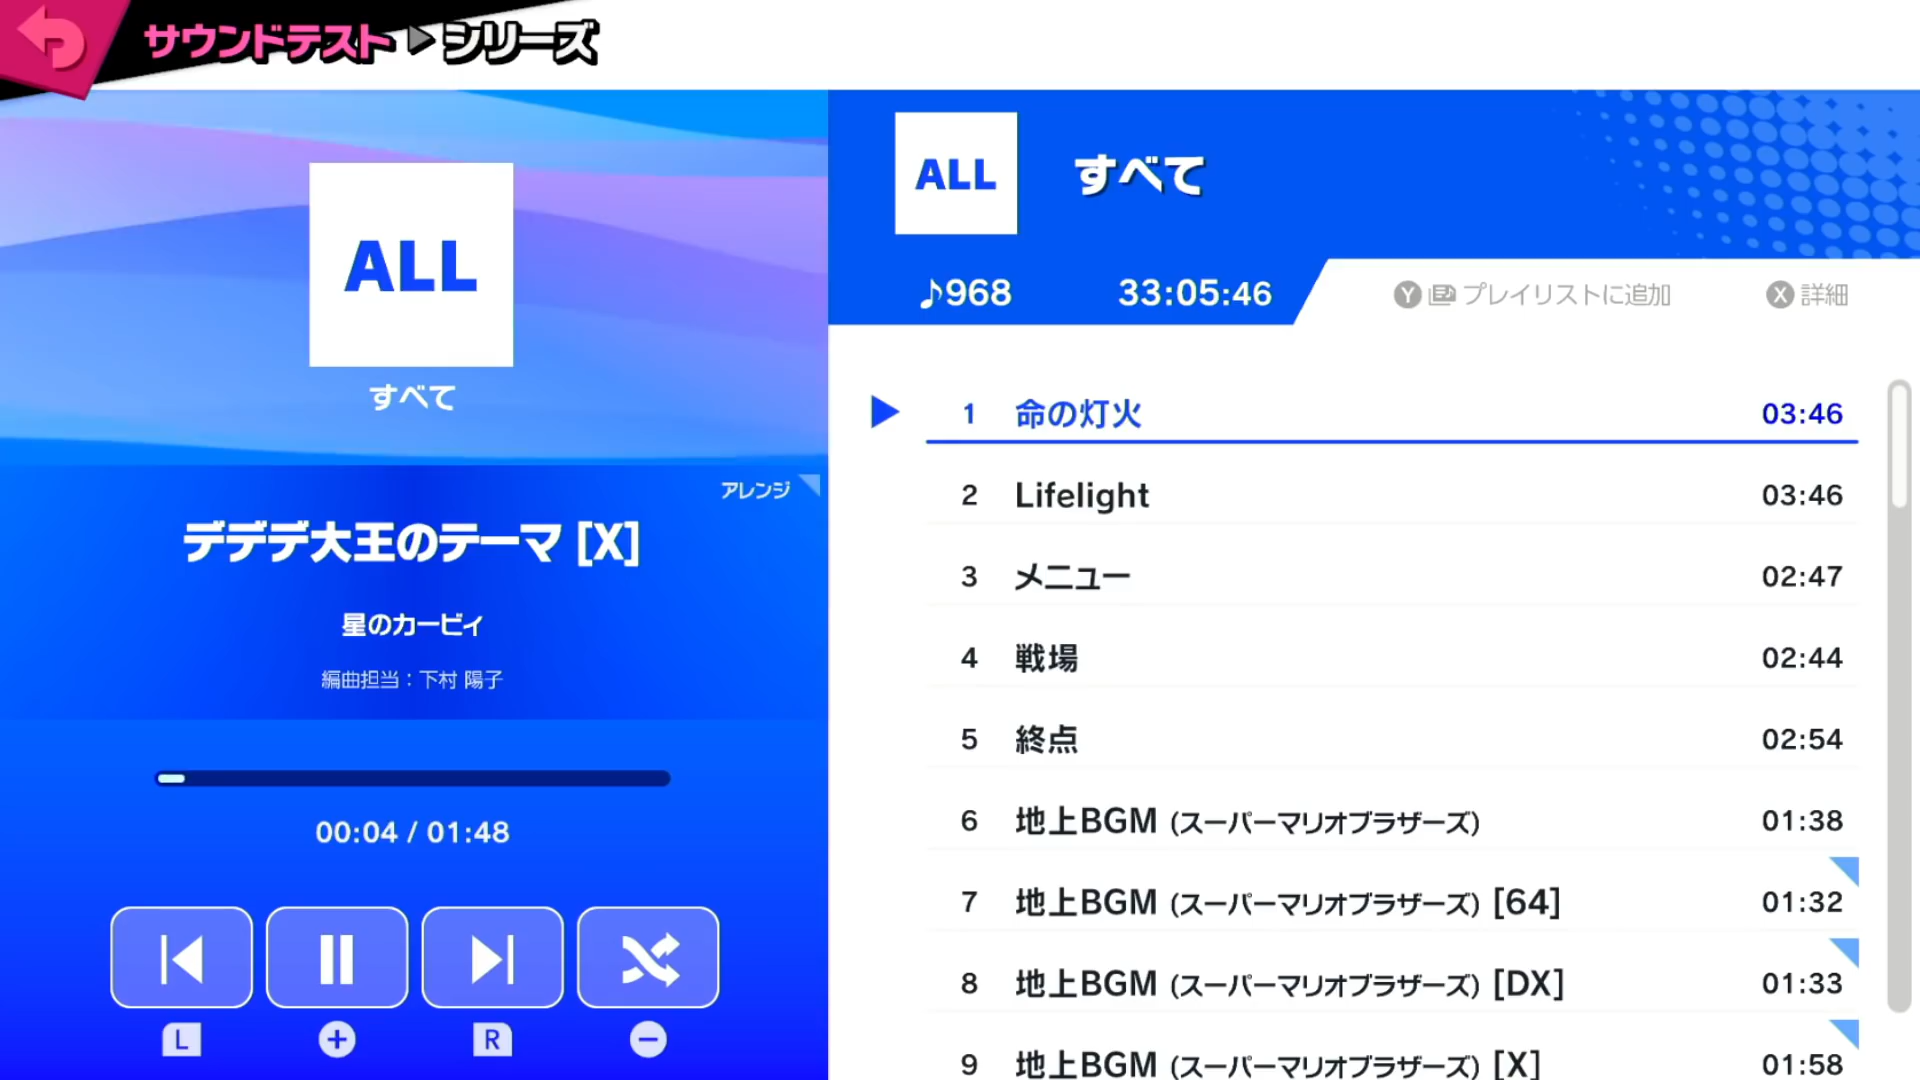 サウンドテスト ▶ シリーズ
ALL
すべて
アレンジ
デデデ大王のテーマ [X]
星のカービィ
編曲担当：下村 陽子
00:04 / 01:48
L + R −
ALL すべて
♪968 33:05:46
Y プレイリストに追加 X 詳細
1 命の灯火 03:46
2 Lifelight 03:46
3 メニュー 02:47
4 戦場 02:44
5 終点 02:54
6 地上BGM (スーパーマリオブラザーズ) 01:38
7 地上BGM (スーパーマリオブラザーズ) [64] 01:32
8 地上BGM (スーパーマリオブラザーズ) [DX] 01:33
9 地上BGM (スーパーマリオブラザーズ) [X] 01:58